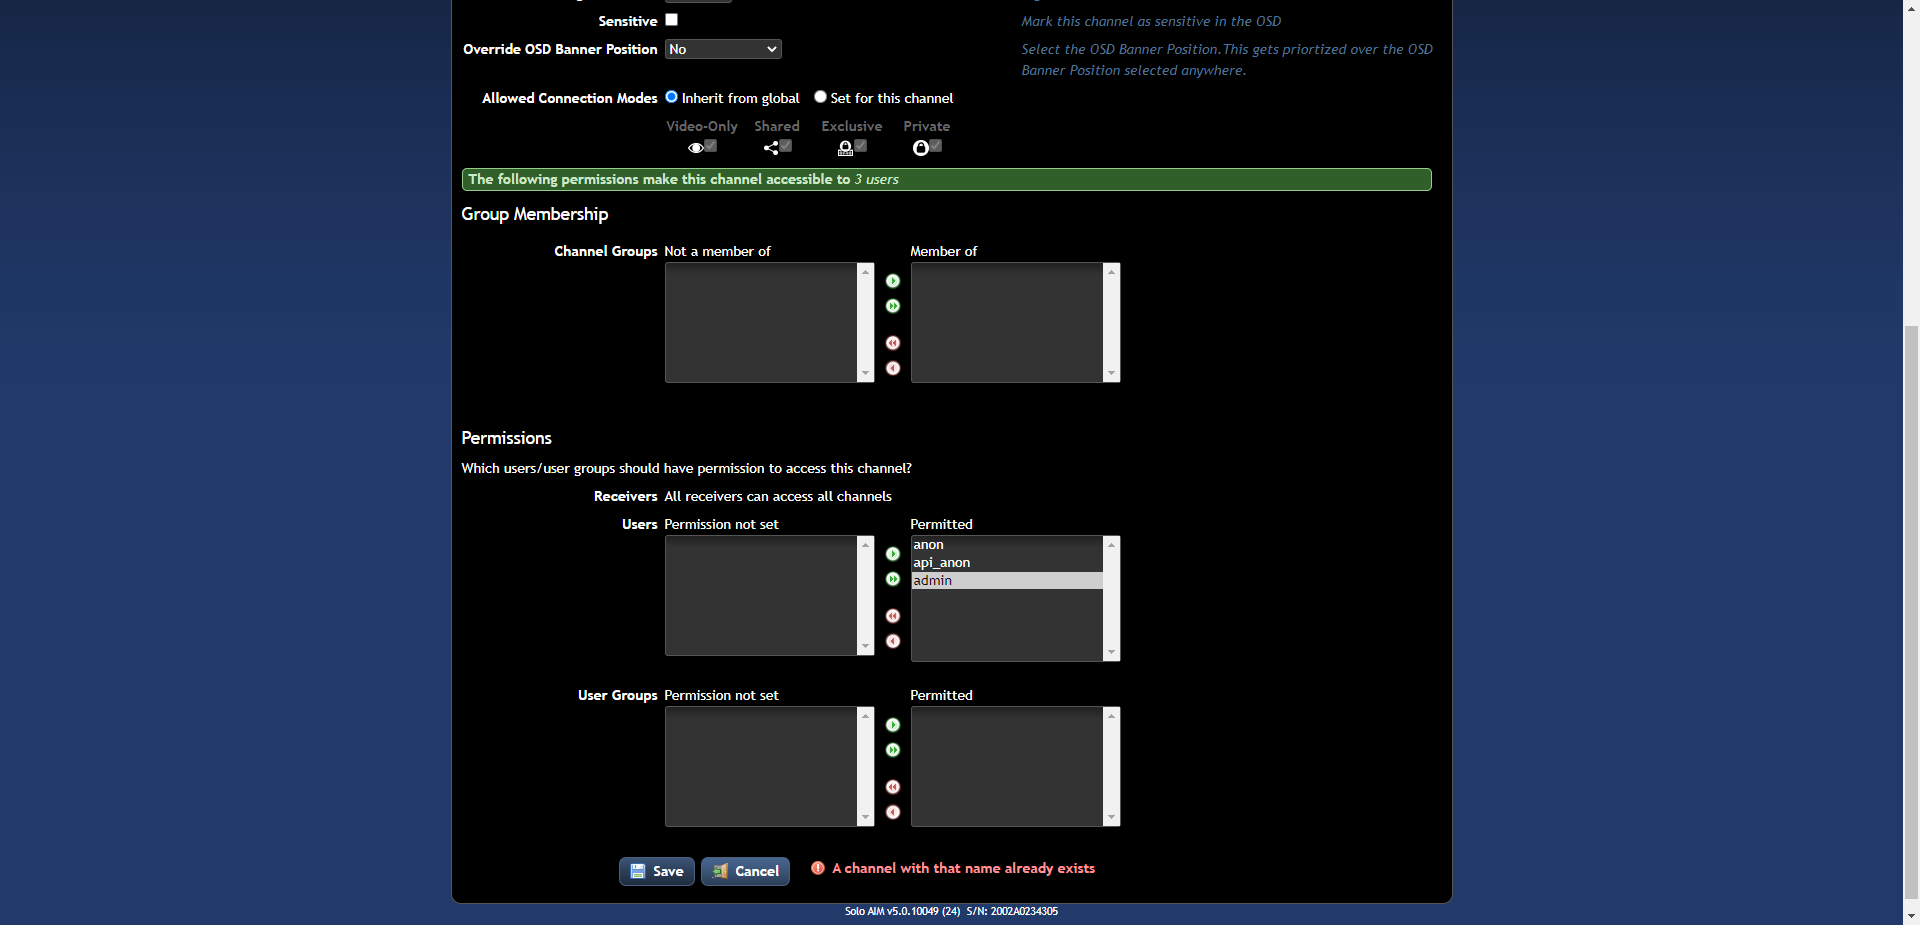 Sensitive
Mark this channel as sensitive in the OSD
Override OSD Banner Position No
Select the OSD Banner Position.This gets priortized over the OSD
Banner Position selected anywhere.
Allowed Connection Modes Inherit from global Set for this channel
Video-Only Shared Exclusive Private
The following permissions make this channel accessible to 3 users
Group Membership
Channel Groups Not a member of Member of
Permissions
Which users/user groups should have permission to access this channel?
Receivers All receivers can access all channels
Users Permission not set Permitted
anon
api_anon
admin
User Groups Permission not set Permitted
Save Cancel A channel with that name already exists
Solo AIM v5.0.10049 (24) S/N: 2002A0234305